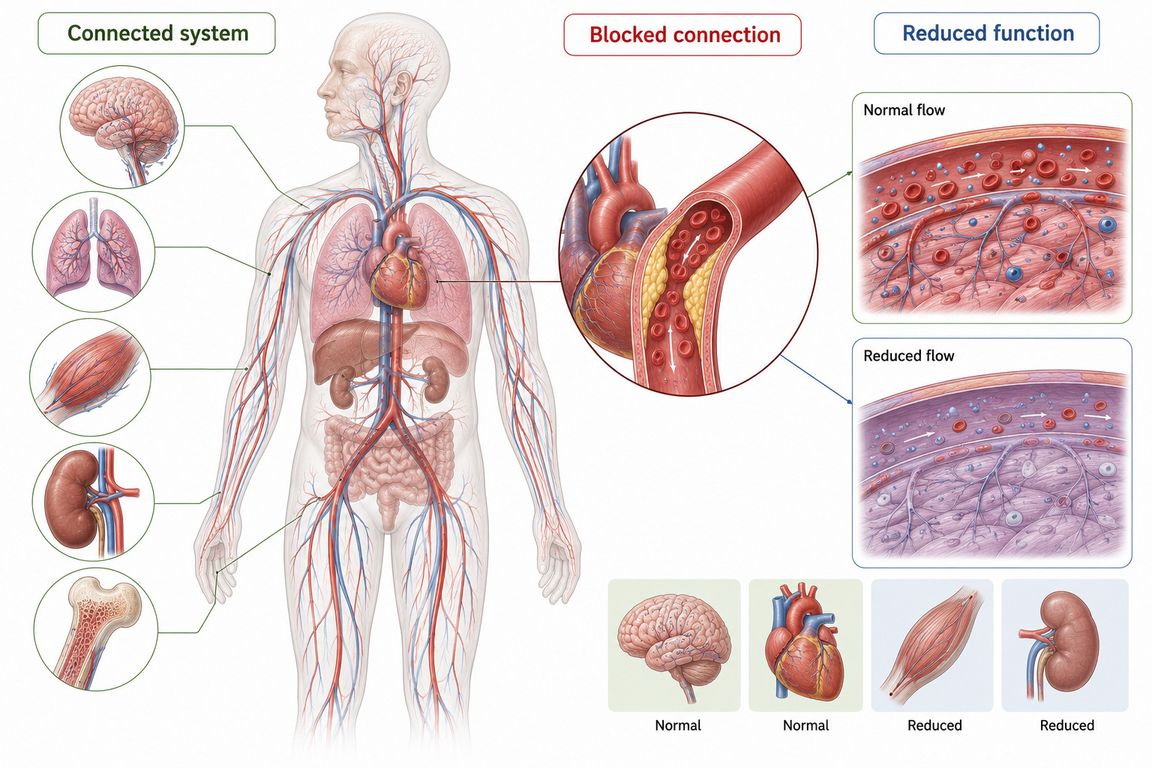 Connected system
Blocked connection
Reduced function
Normal flow
Reduced flow
Normal
Normal
Reduced
Reduced